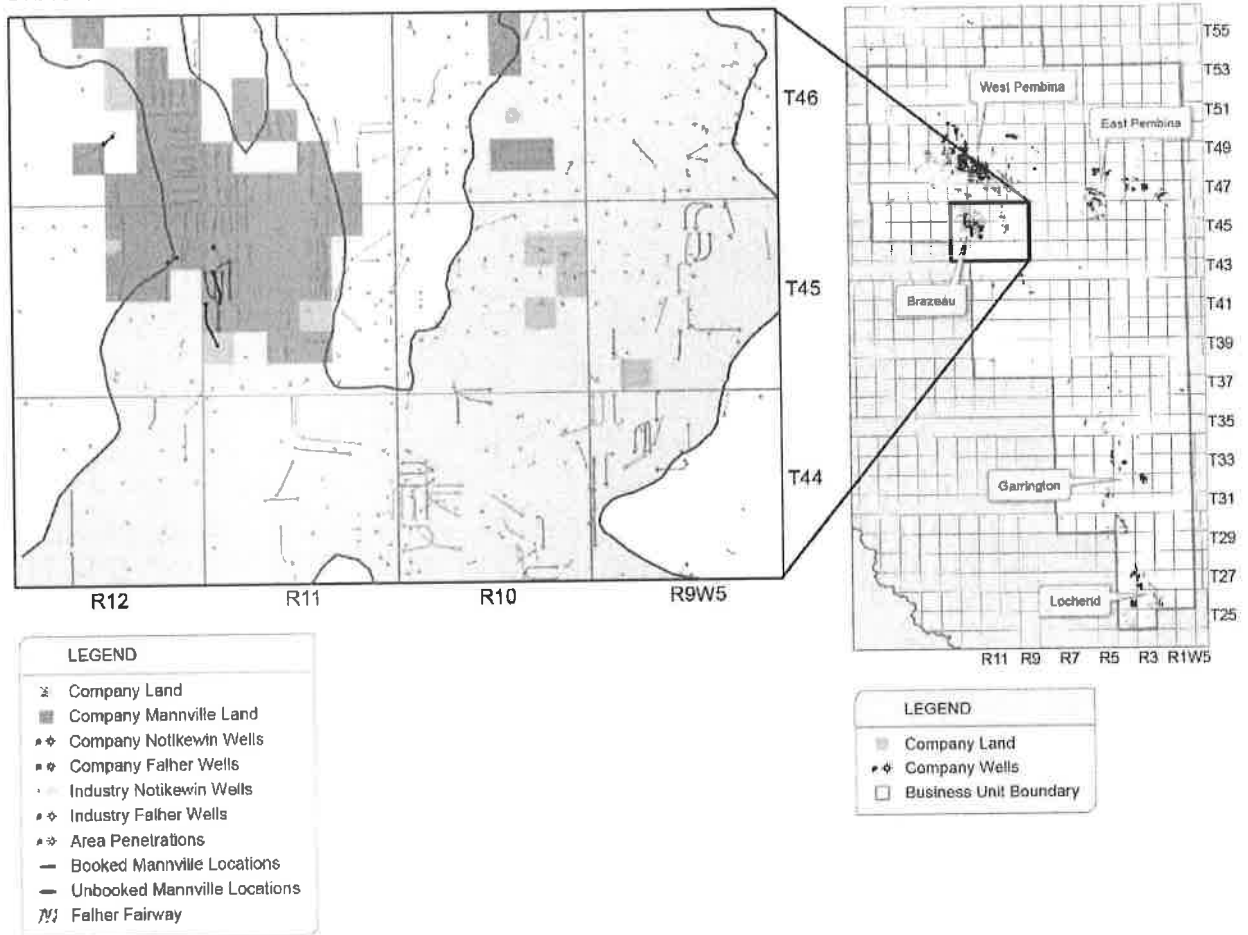 T46
T45
T44
R12
R11
R10
R9W5
LEGEND
Company Land
Company Mannville Land
Company Notikewin Wells
Company Falher Wells
Industry Notikewin Wells
Industry Falher Wells
Area Penetrations
Booked Mannville Locations
Unbooked Mannville Locations
Falher Fairway
West Pembina
East Pembina
Brazeau
Garrington
Lochend
T55
T53
T51
T49
T47
T45
T43
T41
T39
T37
T35
T33
T31
T29
T27
T25
R11 R9 R7 R5 R3 R1W5
LEGEND
Company Land
Company Wells
Business Unit Boundary